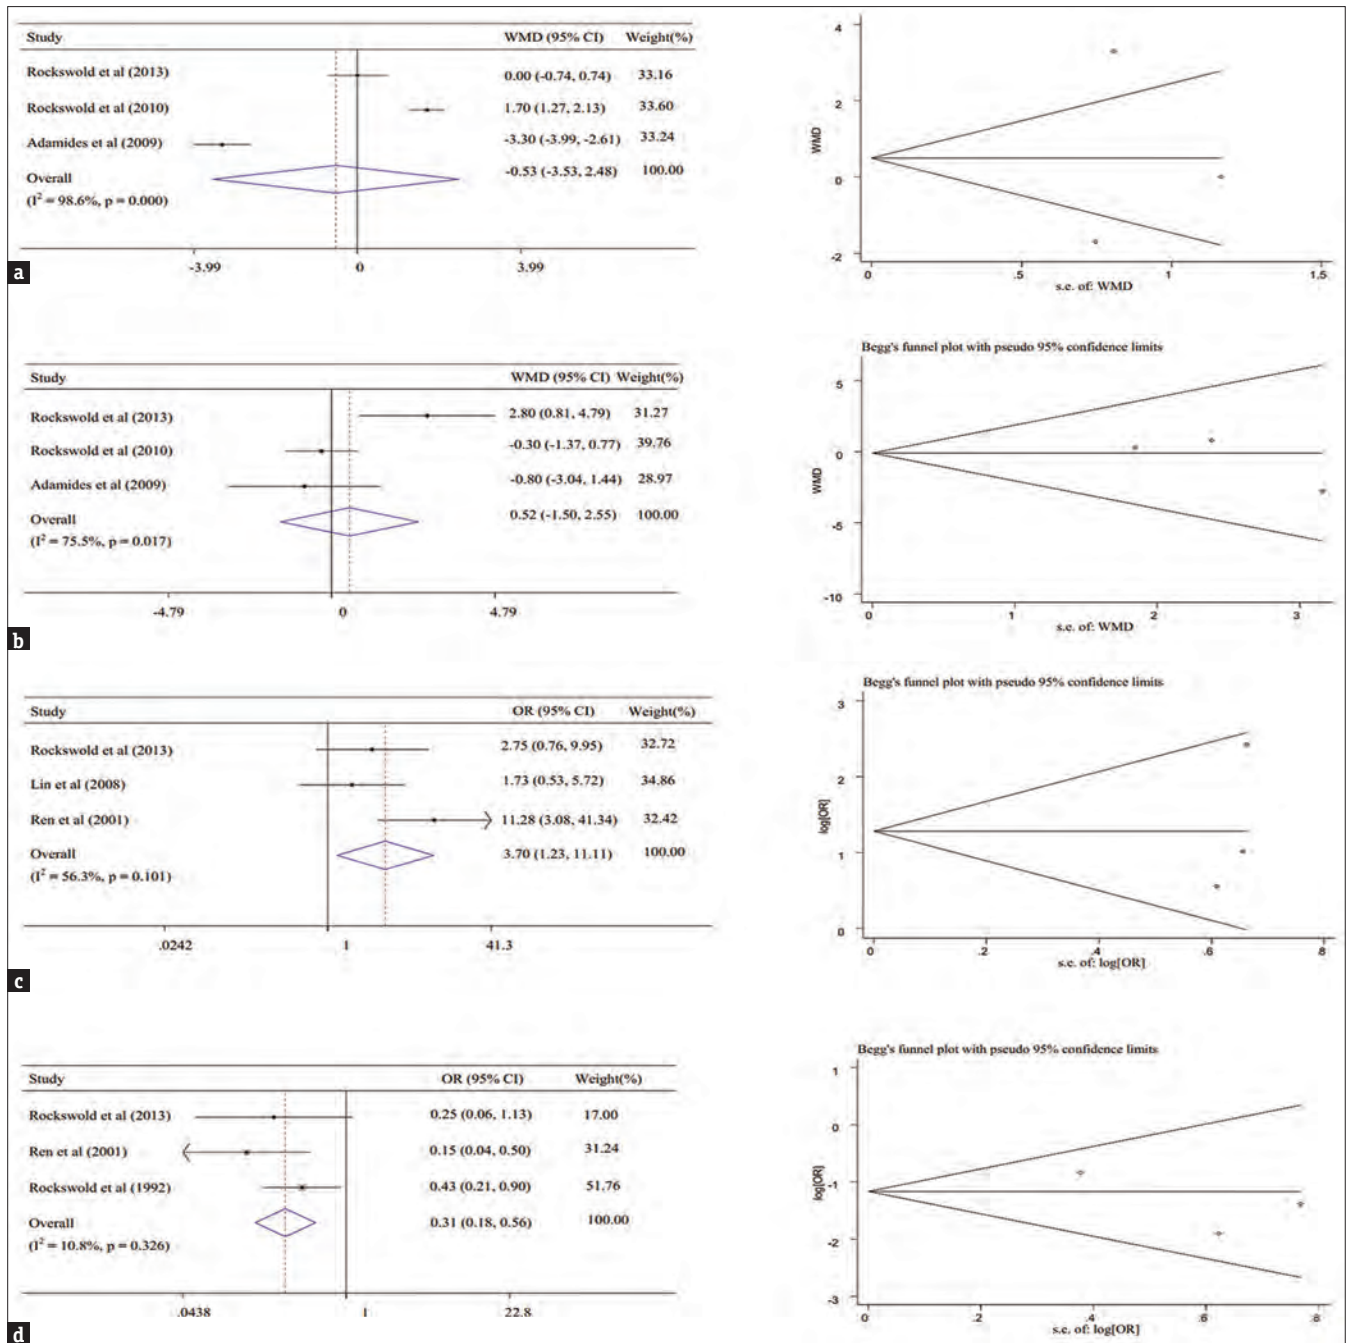 Study WMD (95% CI) Weight(%)
Rockswold et al (2013) 0.00 (-0.74, 0.74) 33.16
Rockswold et al (2010) 1.70 (1.27, 2.13) 33.60
Adamides et al (2009) -3.30 (-3.99, -2.61) 33.24
Overall -0.53 (-3.53, 2.48) 100.00
(I² = 98.6%, p = 0.000)
-3.99 0 3.99
a
4
2
0
-2
WMD
0 .5 1 1.5
s.e. of: WMD
Study WMD (95% CI) Weight(%)
Rockswold et al (2013) 2.80 (0.81, 4.79) 31.27
Rockswold et al (2010) -0.30 (-1.37, 0.77) 39.76
Adamides et al (2009) -0.80 (-3.04, 1.44) 28.97
Overall 0.52 (-1.50, 2.55) 100.00
(I² = 75.5%, p = 0.017)
-4.79 0 4.79
b
Begg's funnel plot with pseudo 95% confidence limits
5
0
-5
-10
WMD
0 1 2 3
s.e. of: WMD
Study OR (95% CI) Weight(%)
Rockswold et al (2013) 2.75 (0.76, 9.95) 32.72
Lin et al (2008) 1.73 (0.53, 5.72) 34.86
Ren et al (2001) 11.28 (3.08, 41.34) 32.42
Overall 3.70 (1.23, 11.11) 100.00
(I² = 56.3%, p = 0.101)
.0242 1 41.3
c
Begg's funnel plot with pseudo 95% confidence limits
3
2
1
0
log[OR]
0 .2 .4 .6 .8
s.e. of: log[OR]
Study OR (95% CI) Weight(%)
Rockswold et al (2013) 0.25 (0.06, 1.13) 17.00
Ren et al (2001) 0.15 (0.04, 0.50) 31.24
Rockswold et al (1992) 0.43 (0.21, 0.90) 51.76
Overall 0.31 (0.18, 0.56) 100.00
(I² = 10.8%, p = 0.326)
.0438 1 22.8
d
Begg's funnel plot with pseudo 95% confidence limits
1
0
-1
-2
-3
log[OR]
0 .2 .4 .6 .8
s.e. of: log[OR]